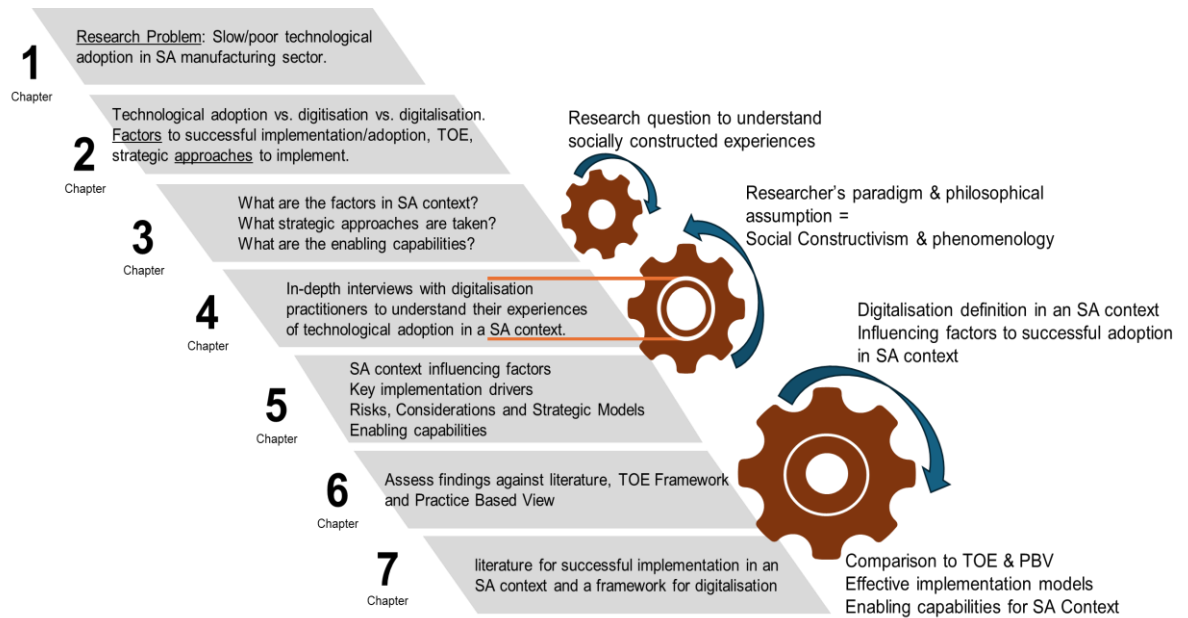 1
Chapter
Research Problem: Slow/poor technological
adoption in SA manufacturing sector.
2
Chapter
Technological adoption vs. digitisation vs. digitalisation.
Factors to successful implementation/adoption, TOE,
strategic approaches to implement.
3
Chapter
What are the factors in SA context?
What strategic approaches are taken?
What are the enabling capabilities?
4
Chapter
In-depth interviews with digitalisation
practitioners to understand their experiences
of technological adoption in a SA context.
5
Chapter
SA context influencing factors
Key implementation drivers
Risks, Considerations and Strategic Models
Enabling capabilities
6
Chapter
Assess findings against literature, TOE Framework
and Practice Based View
7
Chapter
literature for successful implementation in an
SA context and a framework for digitalisation
Research question to understand
socially constructed experiences
Researcher's paradigm & philosophical
assumption =
Social Constructivism & phenomenology
Digitalisation definition in an SA context
Influencing factors to successful adoption
in SA context
Comparison to TOE & PBV
Effective implementation models
Enabling capabilities for SA Context